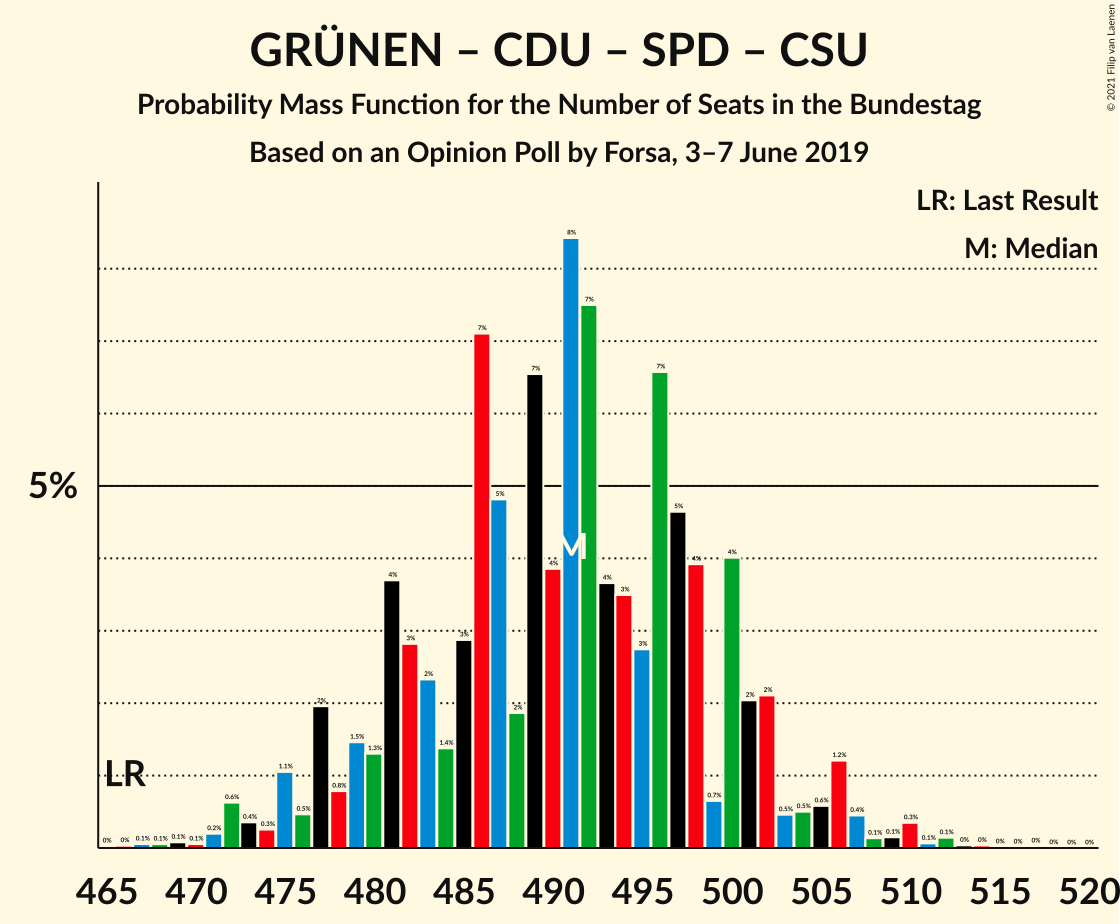 GRÜNEN – CDU – SPD – CSU
Probability Mass Function for the Number of Seats in the Bundestag
Based on an Opinion Poll by Forsa, 3–7 June 2019
© 2021 Filip van Laenen
LR: Last Result
M: Median
5%
LR
M
0% 0% 0.1% 0.1% 0.1% 0.1% 0.2% 0.6% 0.4% 0.3% 1.1% 0.5% 2% 0.8% 1.5% 1.3% 4% 3% 2% 1.4% 3% 7% 5% 2% 7% 4% 8% 7% 4% 3% 3% 7% 5% 4% 0.7% 4% 2% 2% 0.5% 0.5% 0.6% 1.2% 0.4% 0.1% 0.1% 0.3% 0.1% 0.1% 0% 0% 0% 0% 0% 0% 0% 0%
465 470 475 480 485 490 495 500 505 510 515 520